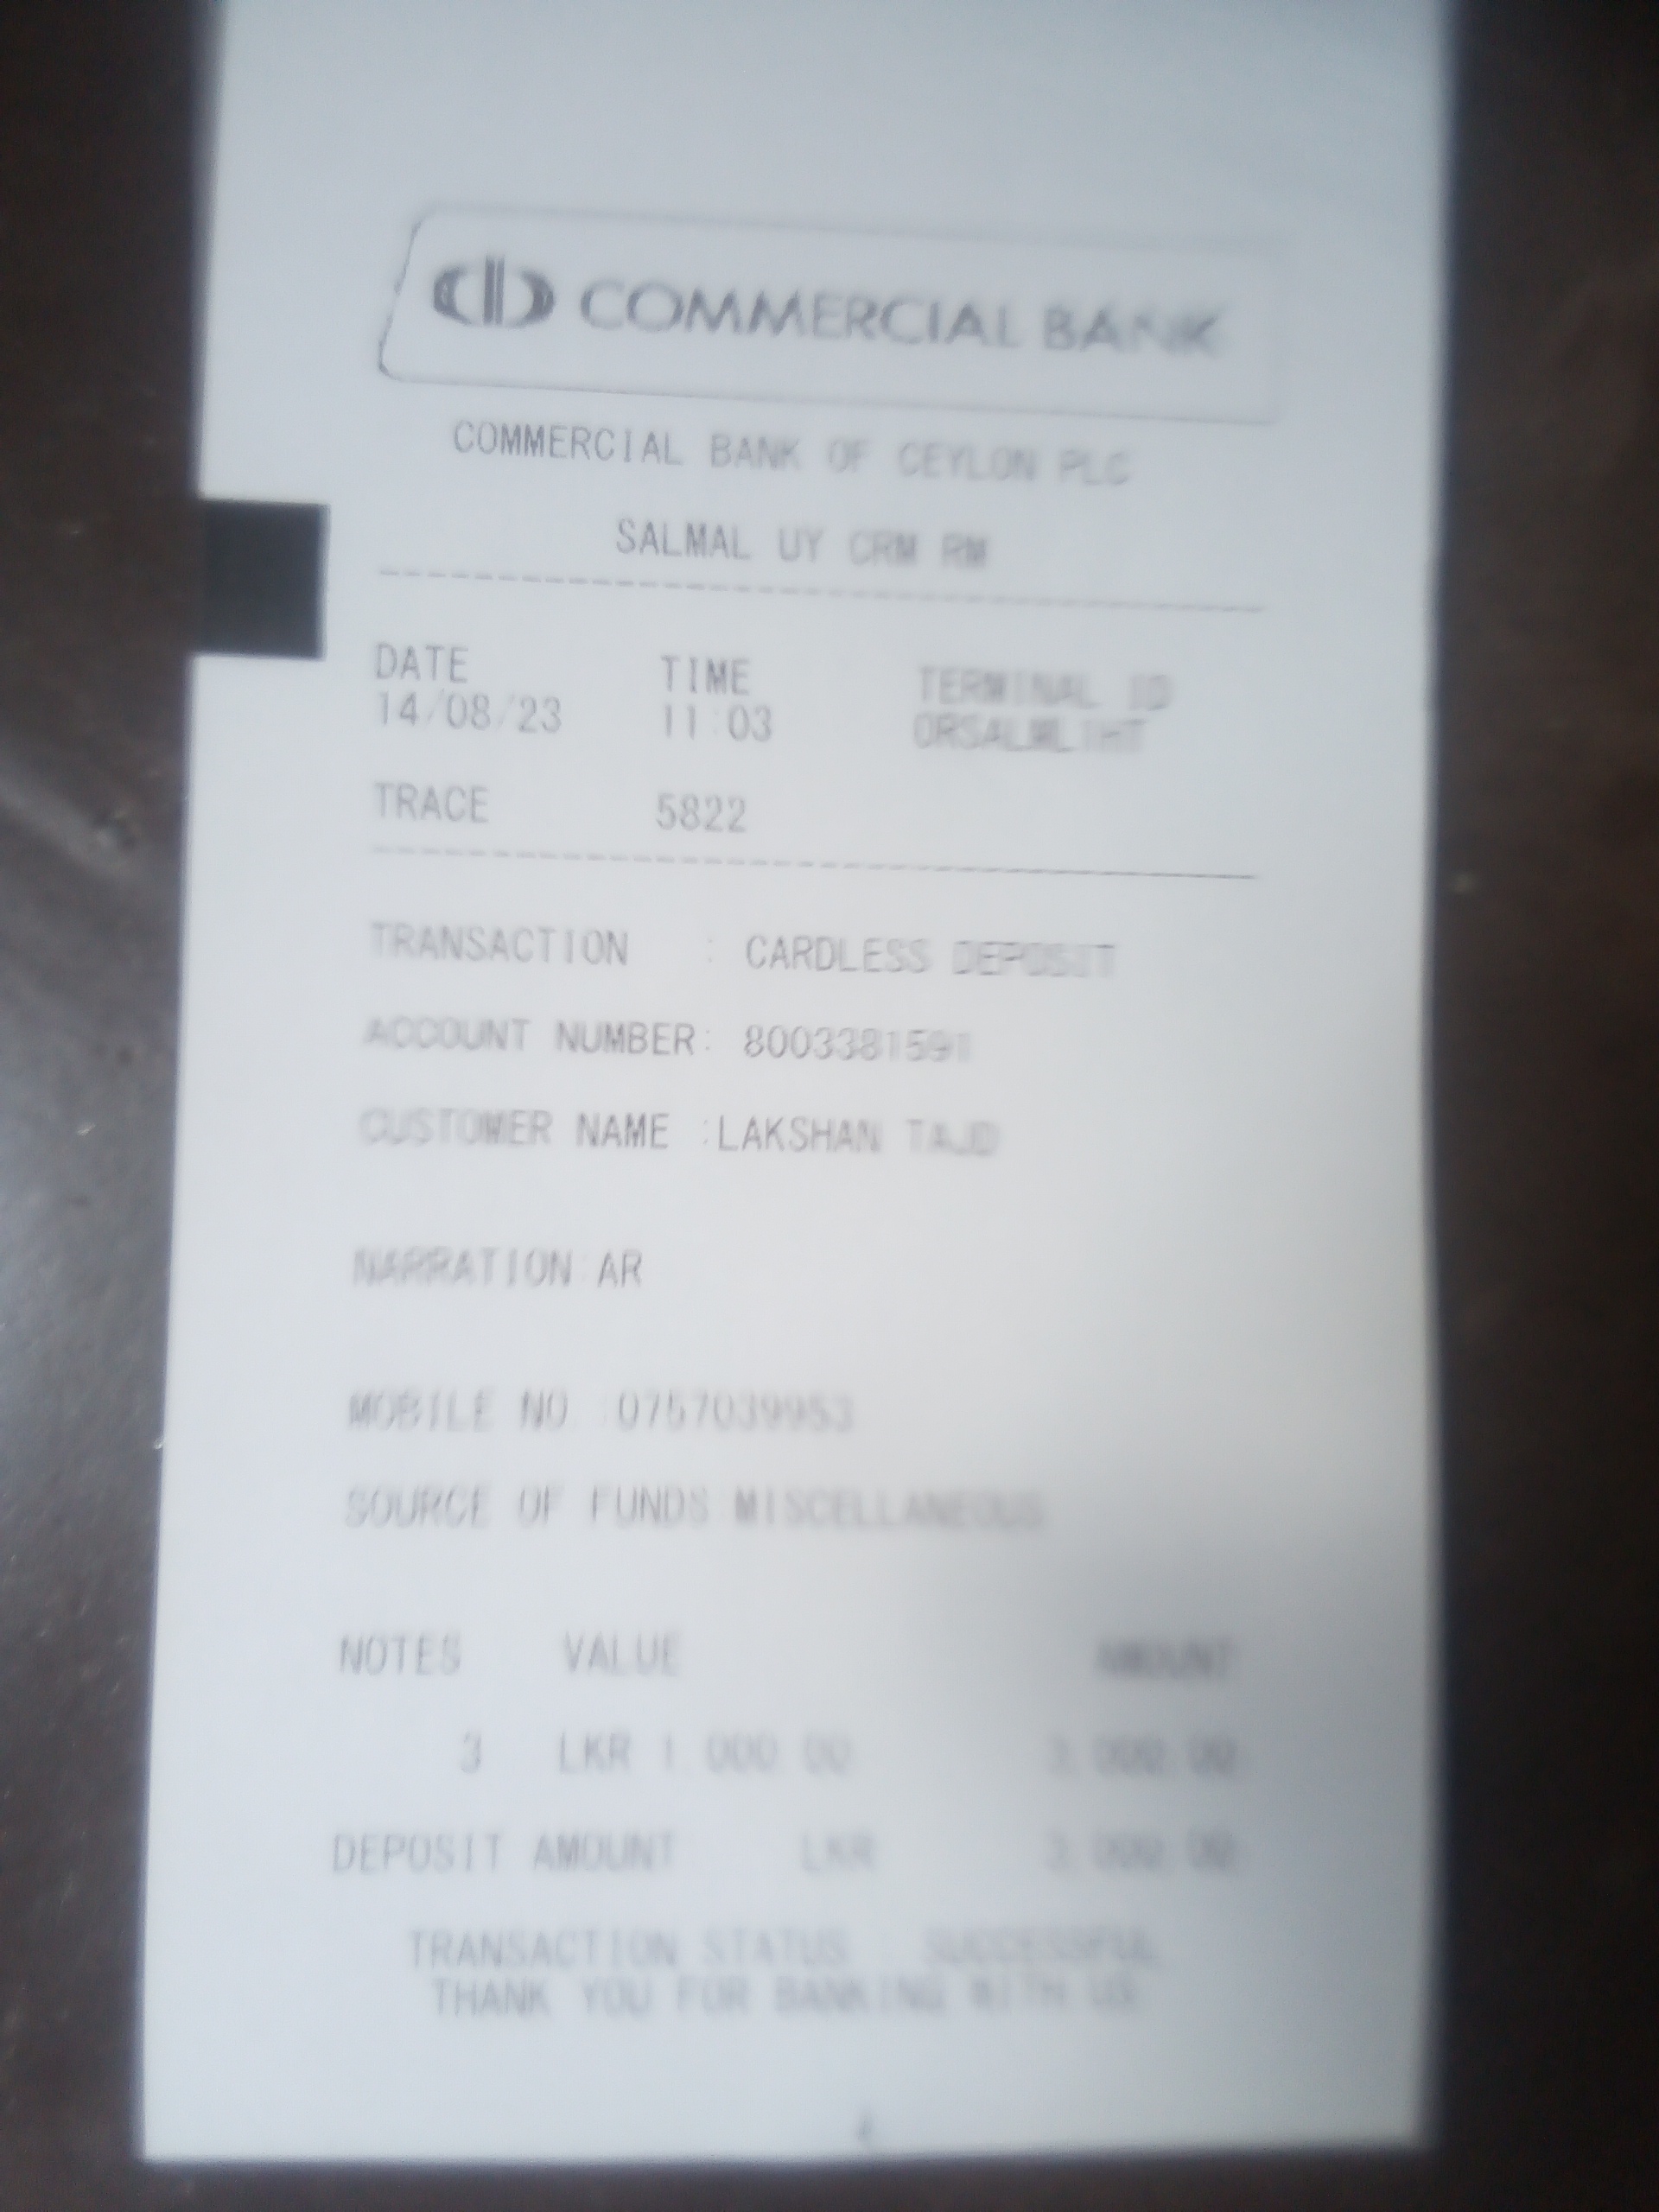 COMMERCIAL BANK
COMMERCIAL BANK OF CEYLON PLC
SALMAL UY CRM RM
DATE TIME TERMINAL ID
14/08/23 11:03
TRACE 5822
TRANSACTION : CARDLESS DEPOSIT
ACCOUNT NUMBER: 8003381591
CUSTOMER NAME :LAKSHAN TAJD
NARRATION:AR
MOBILE NO :0757039953
SOURCE OF FUNDS MISCELLANEOUS
NOTES VALUE AMOUNT
3 LKR 1,000.00 3,000.00
DEPOSIT AMOUNT LKR 3,000.00
TRANSACTION STATUS : SUCCESSFUL
THANK YOU FOR BANKING WITH US